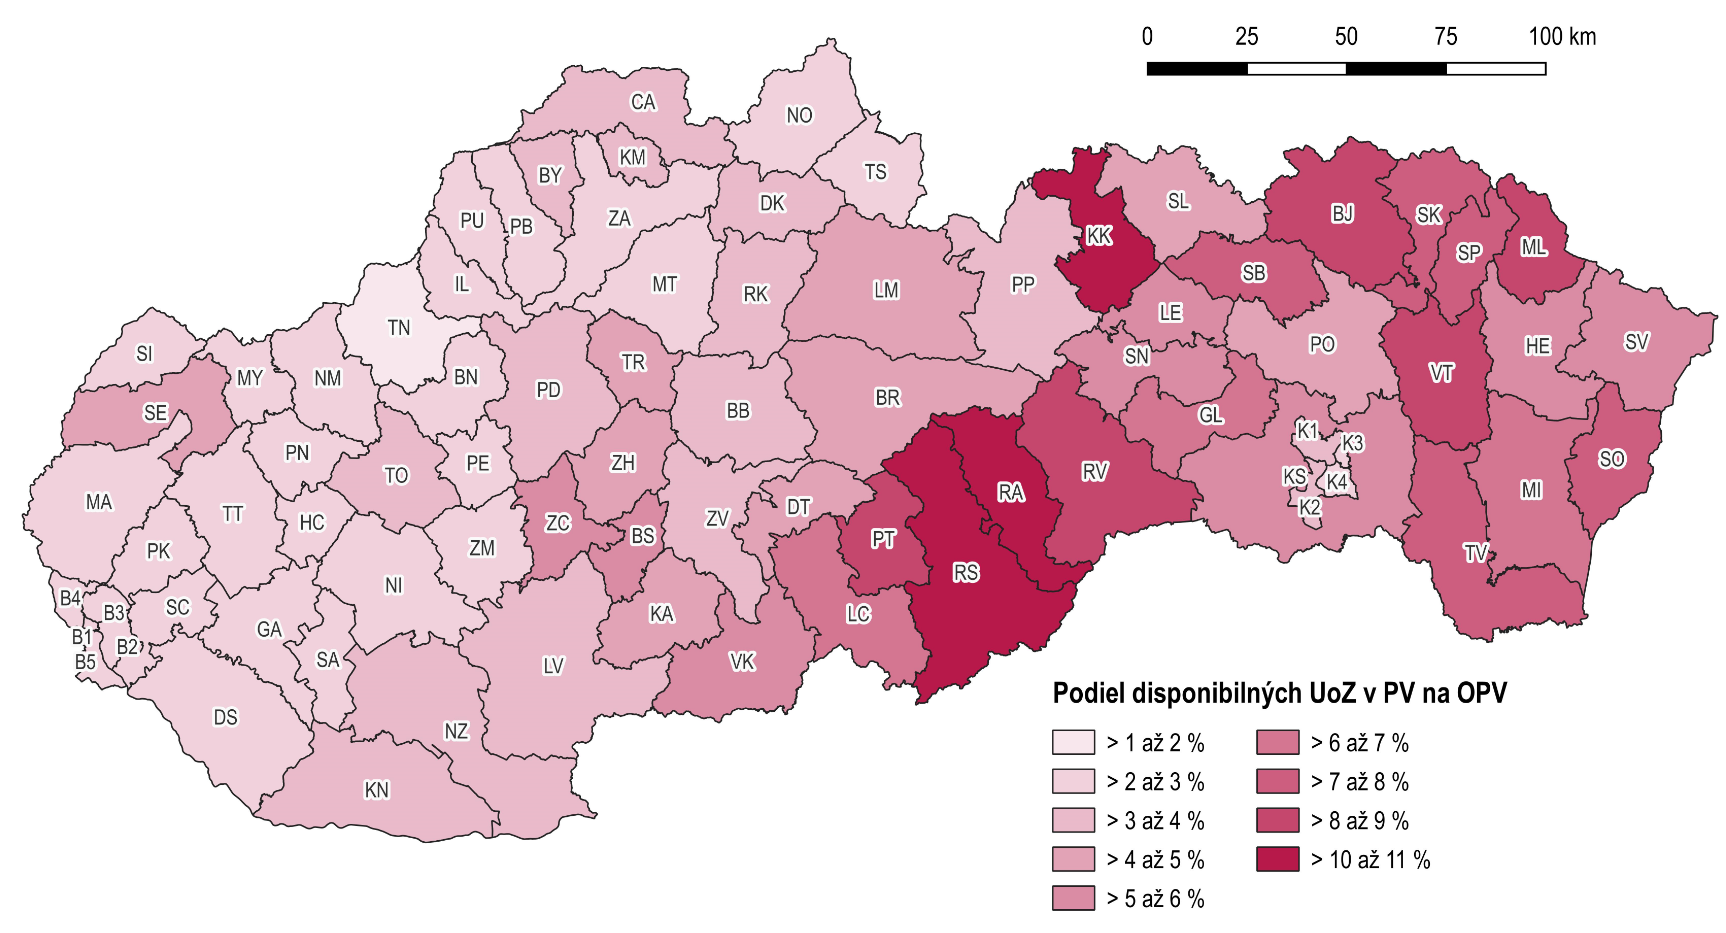 0 25 50 75 100 km
CA
NO
KM
TS
BY
DK
SL
PU
PB
ZA
KK
BJ
SK
SP
ML
IL
MT
RK
LM
PP
SB
TN
LE
SI
MY
NM
BN
PD
TR
SN
PO
VT
HE
SV
SE
BB
BR
GL
K1
K3
PN
TO
PE
ZH
RV
KS
K4
K2
MI
SO
MA
TT
HC
ZC
BS
ZV
DT
RA
PK
ZM
PT
TV
B4
B3
SC
NI
RS
B1
B2
GA
KA
LC
B5
SA
LV
VK
DS
NZ
KN
Podiel disponibilných UoZ v PV na OPV
> 1 až 2 %
> 2 až 3 %
> 3 až 4 %
> 4 až 5 %
> 5 až 6 %
> 6 až 7 %
> 7 až 8 %
> 8 až 9 %
> 10 až 11 %